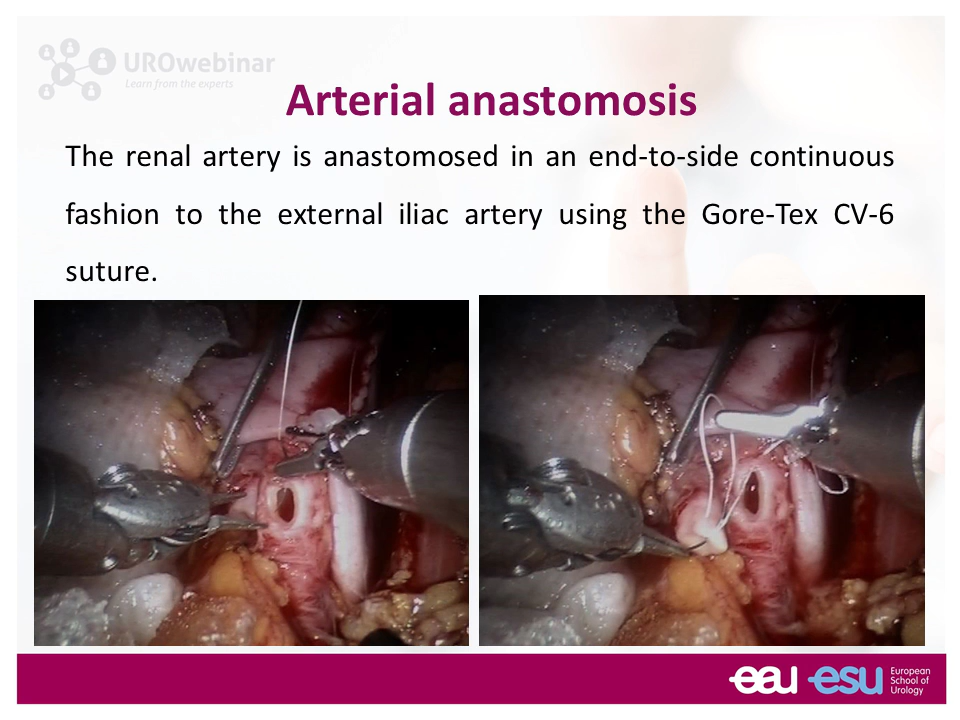 UROwebinar
Learn from the experts
Arterial anastomosis
The renal artery is anastomosed in an end-to-side continuous
fashion to the external iliac artery using the Gore-Tex CV-6
suture.
eau esu European
School of
Urology